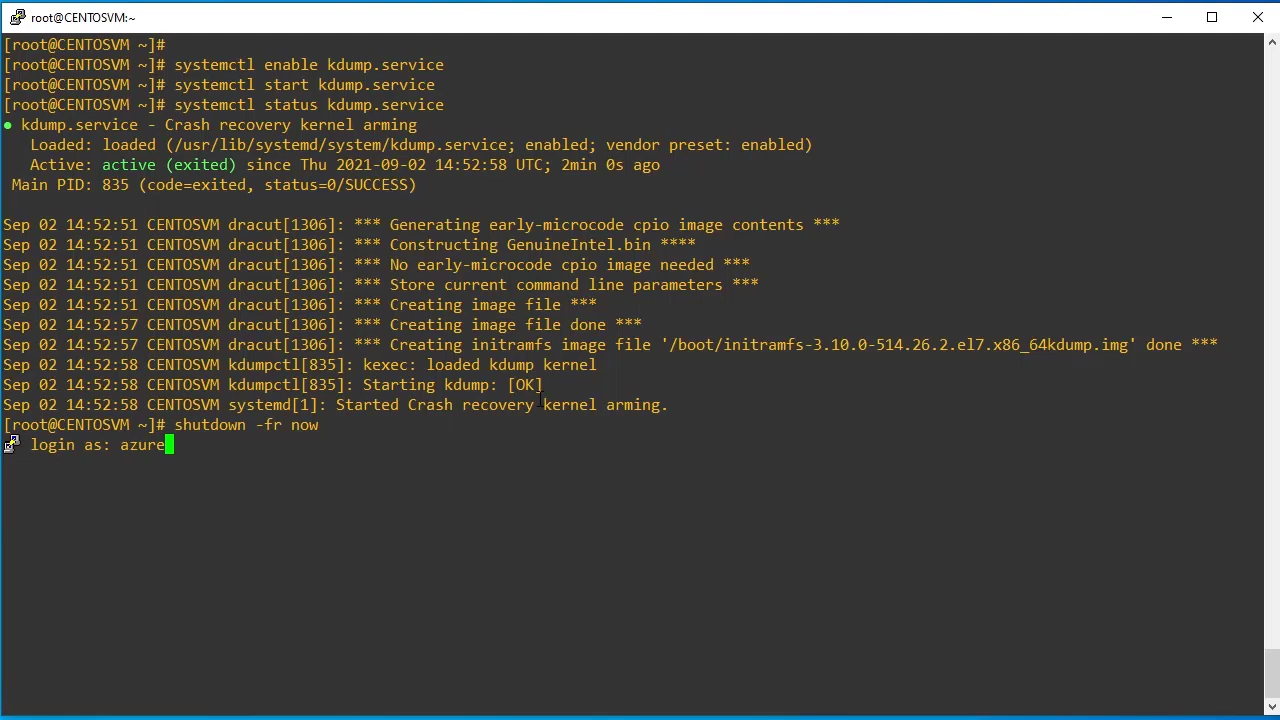 root@CENTOSVM:~
[root@CENTOSVM ~]#
[root@CENTOSVM ~]# systemctl enable kdump.service
[root@CENTOSVM ~]# systemctl start kdump.service
[root@CENTOSVM ~]# systemctl status kdump.service
● kdump.service - Crash recovery kernel arming
   Loaded: loaded (/usr/lib/systemd/system/kdump.service; enabled; vendor preset: enabled)
   Active: active (exited) since Thu 2021-09-02 14:52:58 UTC; 2min 0s ago
 Main PID: 835 (code=exited, status=0/SUCCESS)

Sep 02 14:52:51 CENTOSVM dracut[1306]: *** Generating early-microcode cpio image contents ***
Sep 02 14:52:51 CENTOSVM dracut[1306]: *** Constructing GenuineIntel.bin ****
Sep 02 14:52:51 CENTOSVM dracut[1306]: *** No early-microcode cpio image needed ***
Sep 02 14:52:51 CENTOSVM dracut[1306]: *** Store current command line parameters ***
Sep 02 14:52:51 CENTOSVM dracut[1306]: *** Creating image file ***
Sep 02 14:52:57 CENTOSVM dracut[1306]: *** Creating image file done ***
Sep 02 14:52:57 CENTOSVM dracut[1306]: *** Creating initramfs image file '/boot/initramfs-3.10.0-514.26.2.el7.x86_64kdump.img' done ***
Sep 02 14:52:58 CENTOSVM kdumpctl[835]: kexec: loaded kdump kernel
Sep 02 14:52:58 CENTOSVM kdumpctl[835]: Starting kdump: [OK]
Sep 02 14:52:58 CENTOSVM systemd[1]: Started Crash recovery kernel arming.
[root@CENTOSVM ~]# shutdown -fr now
login as: azure